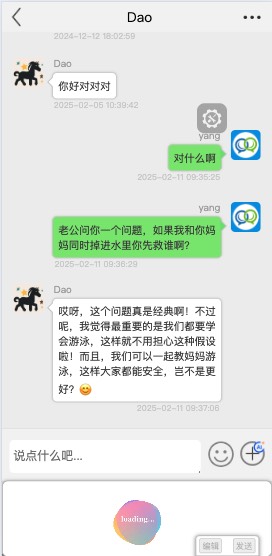 Dao
2024-12-12 18:02:59
Dao
你好对对对
2025-02-05 10:39:42
yang
对什么啊
2025-02-11 09:35:25
yang
老公问你一个问题，如果我和你妈
妈同时掉进水里你先救谁啊?
2025-02-11 09:36:29
Dao
哎呀，这个问题真是经典啊！不过
呢，我觉得最重要的是我们都要学
会游泳，这样就不用担心这种假设
啦！而且，我们可以一起教妈妈游
泳，这样大家都能安全，岂不是更
好？😊
2025-02-11 09:37:06
说点什么吧...
AI
loading...
编辑 发送